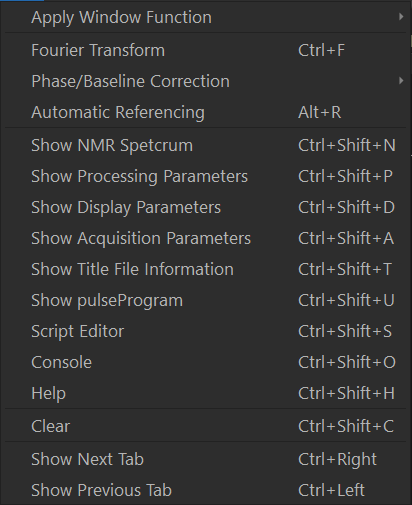 Apply Window Function
Fourier Transform Ctrl+F
Phase/Baseline Correction
Automatic Referencing Alt+R
Show NMR Spetcrum Ctrl+Shift+N
Show Processing Parameters Ctrl+Shift+P
Show Display Parameters Ctrl+Shift+D
Show Acquisition Parameters Ctrl+Shift+A
Show Title File Information Ctrl+Shift+T
Show pulseProgram Ctrl+Shift+U
Script Editor Ctrl+Shift+S
Console Ctrl+Shift+O
Help Ctrl+Shift+H
Clear Ctrl+Shift+C
Show Next Tab Ctrl+Right
Show Previous Tab Ctrl+Left